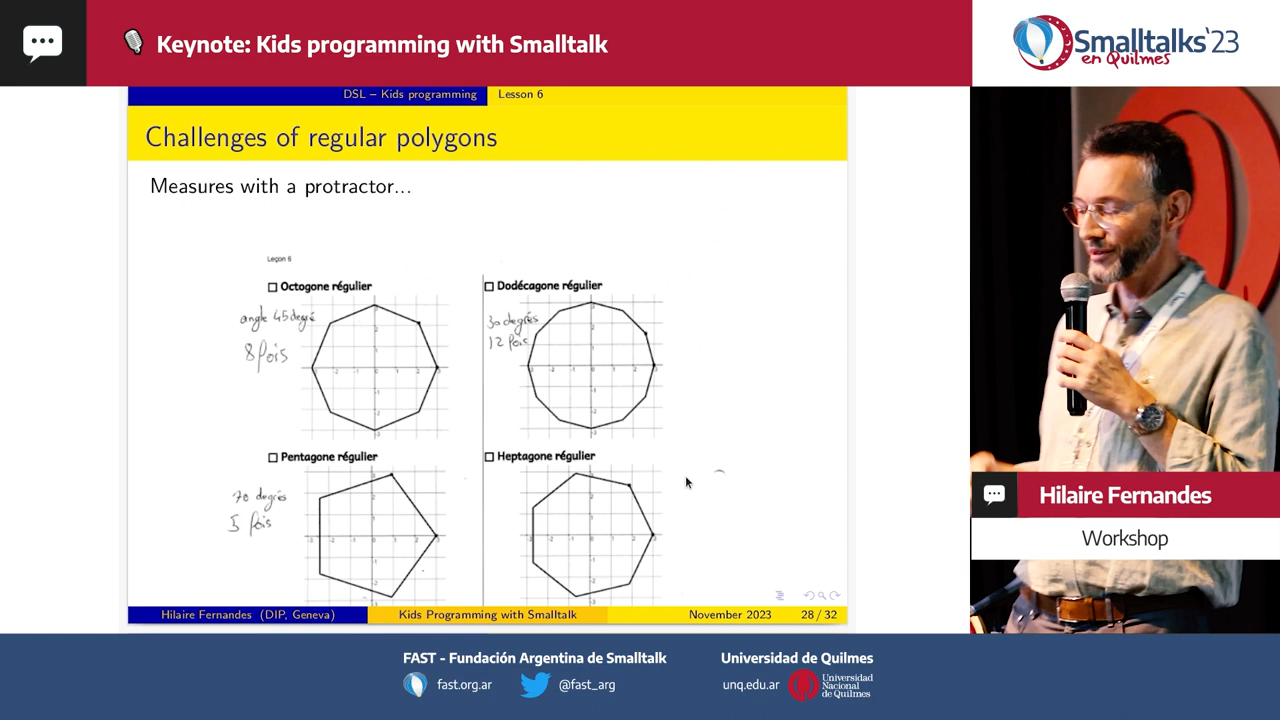 Keynote: Kids programming with Smalltalk
Smalltalks'23
en Quilmes
DSL – Kids programming
Lesson 6
Challenges of regular polygons
Measures with a protractor...
Leçon 6
Octogone régulier
angle 45 degré
8 fois
Dodécagone régulier
30 degrés
12 fois
Pentagone régulier
70 degrés
5 fois
Heptagone régulier
Hilaire Fernandes (DIP, Geneva)
Kids Programming with Smalltalk
November 2023
28 / 32
Hilaire Fernandes
Workshop
FAST - Fundación Argentina de Smalltalk
fast.org.ar
@fast_arg
Universidad de Quilmes
unq.edu.ar
Universidad
Nacional
de Quilmes